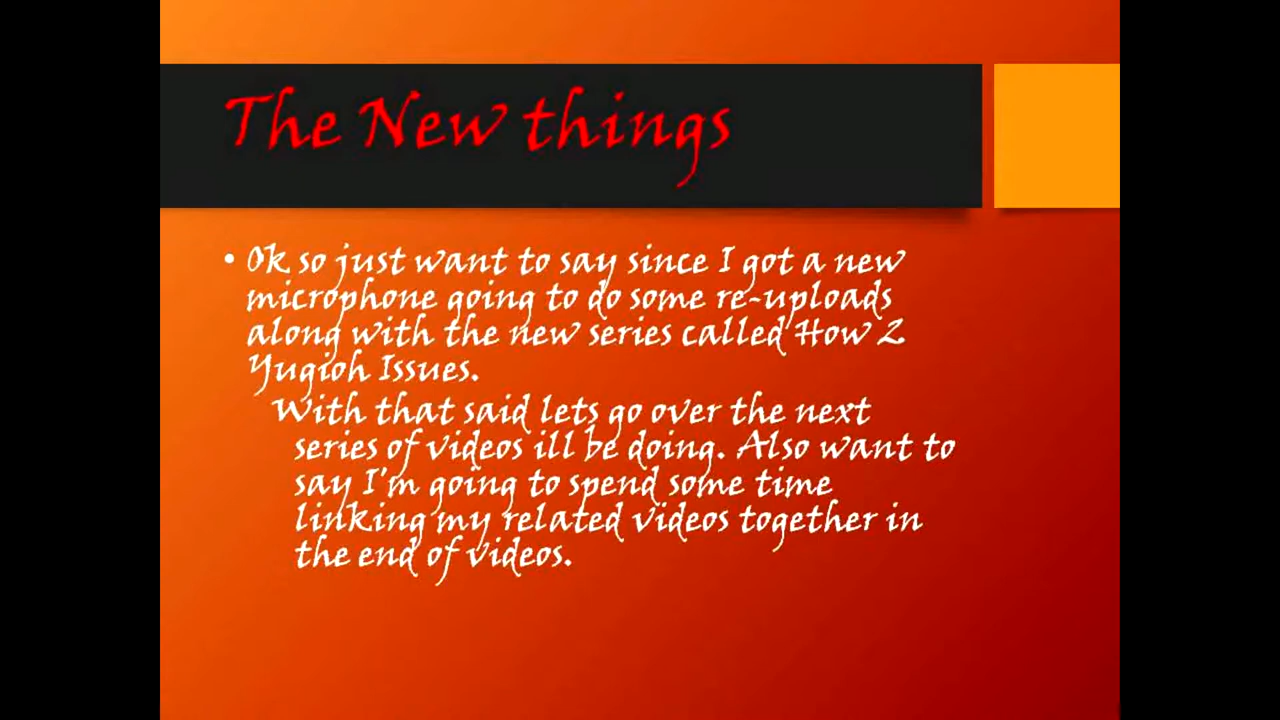 The New things
• Ok so just want to say since I got a new
microphone going to do some re-uploads
along with the new series called How 2
Yugioh Issues.
With that said lets go over the next
series of videos ill be doing. Also want to
say I'm going to spend some time
linking my related videos together in
the end of videos.